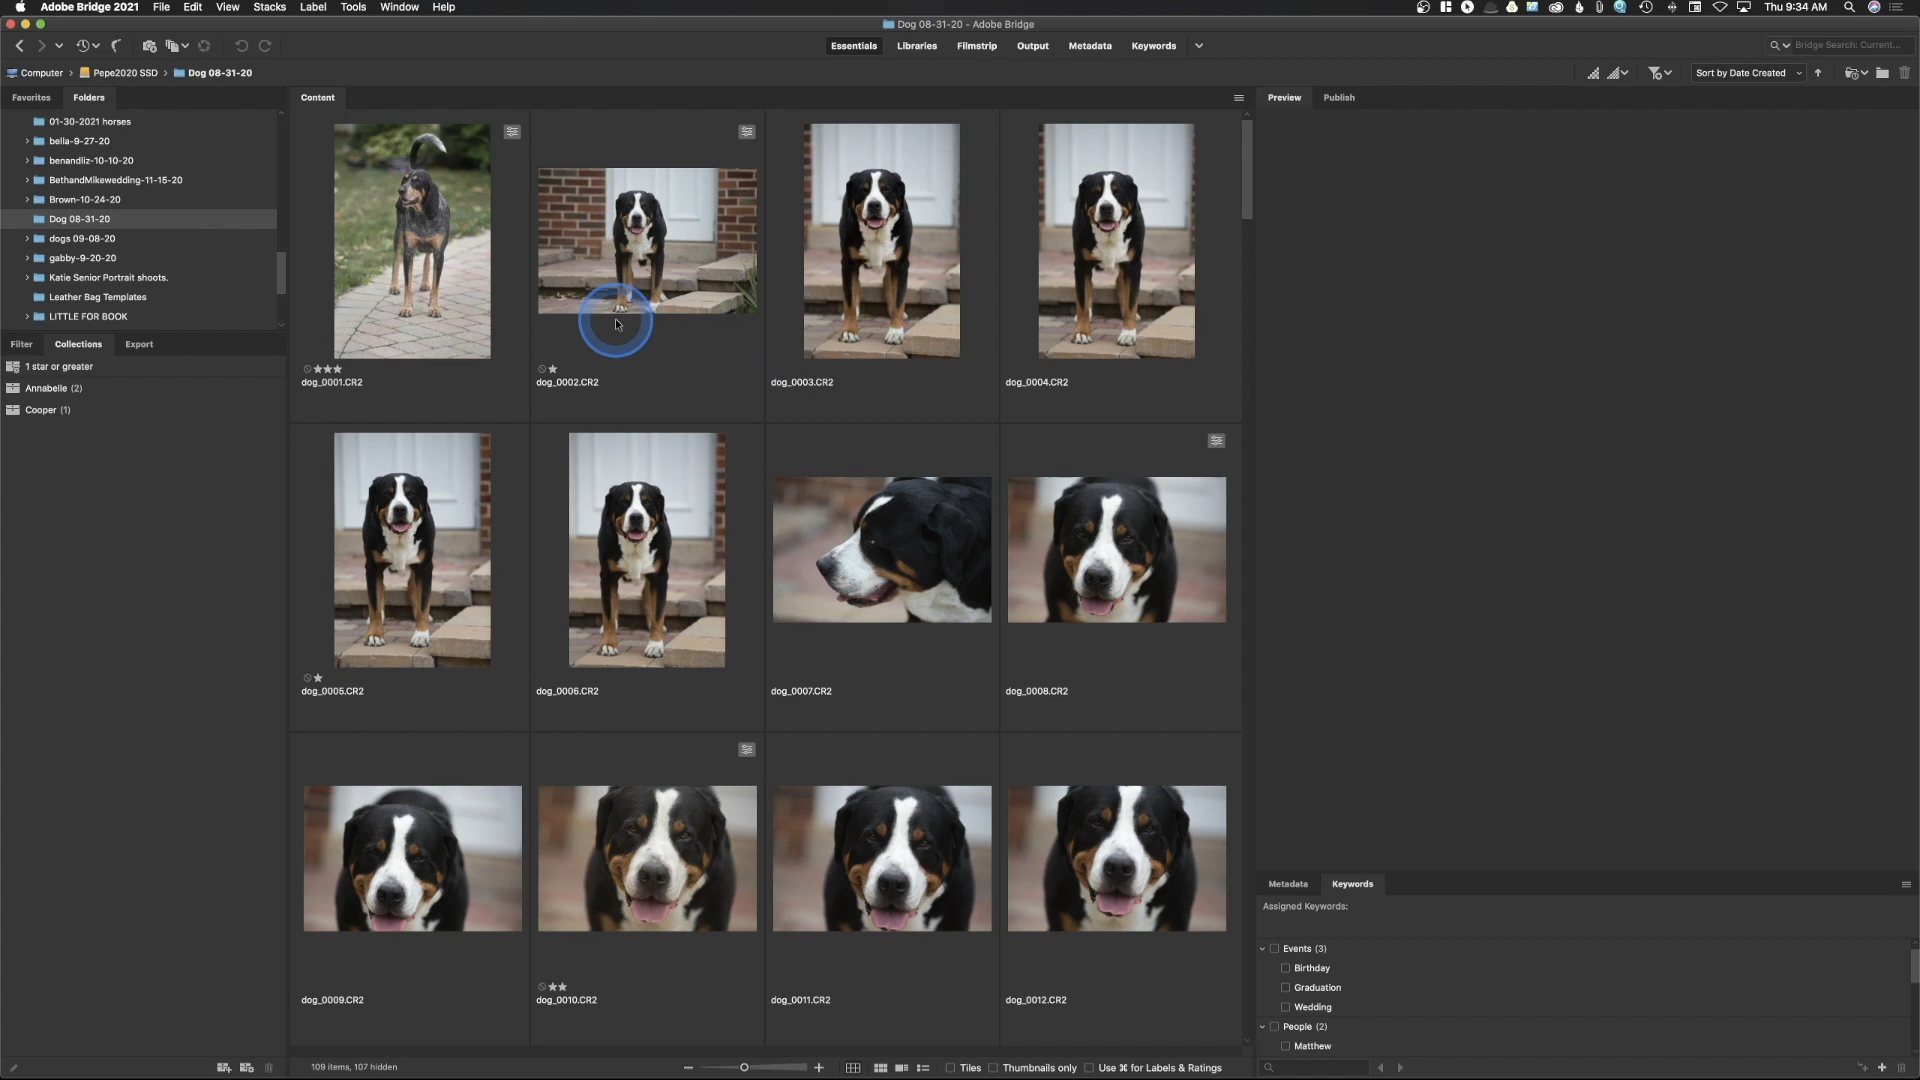 Adobe Bridge 2021 File Edit View Stacks Label Tools Window Help Thu 9:34 AM
Dog 08-31-20 - Adobe Bridge
Essentials Libraries Filmstrip Output Metadata Keywords Bridge Search: Current...
Computer Pepe2020 SSD Dog 08-31-20 Sort by Date Created
Favorites Folders Content Preview Publish
01-30-2021 horses
bella-9-27-20
benandliz-10-10-20
BethandMikewedding-11-15-20
Brown-10-24-20
Dog 08-31-20
dogs 09-08-20
gabby-9-20-20
Katie Senior Portrait shoots.
Leather Bag Templates
LITTLE FOR BOOK
Filter Collections Export
1 star or greater
Annabelle (2)
Cooper (1)
dog_0001.CR2 dog_0002.CR2 dog_0003.CR2 dog_0004.CR2
dog_0005.CR2 dog_0006.CR2 dog_0007.CR2 dog_0008.CR2
dog_0009.CR2 dog_0010.CR2 dog_0011.CR2 dog_0012.CR2
Metadata Keywords
Assigned Keywords:
Events (3)
Birthday
Graduation
Wedding
People (2)
Matthew
109 items, 107 hidden Tiles Thumbnails only Use ⌘ for Labels & Ratings